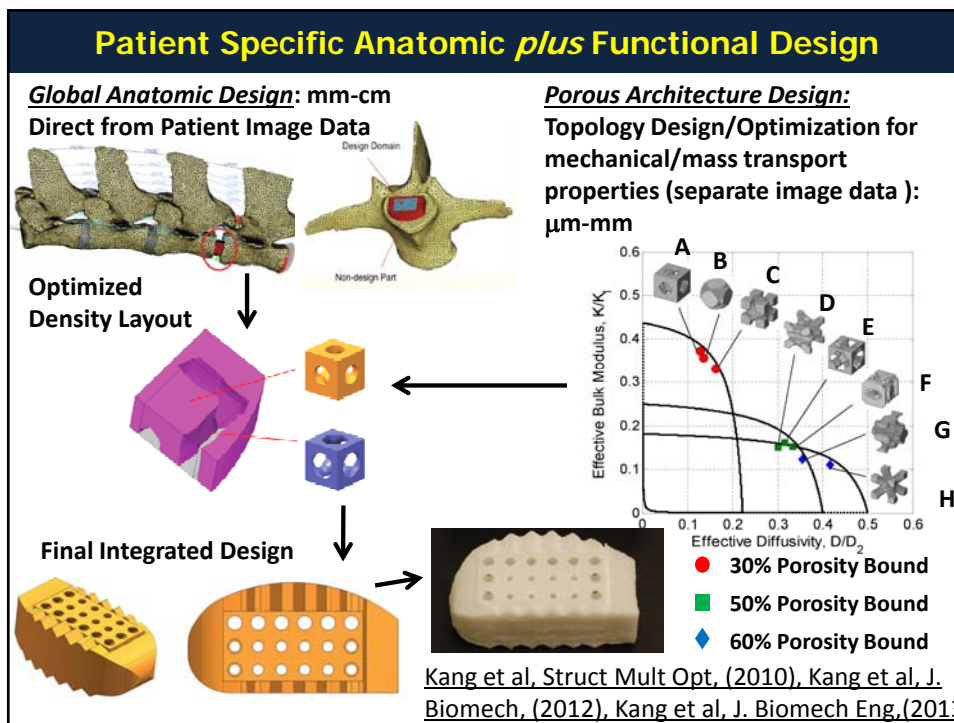 Patient Specific Anatomic plus Functional Design
Global Anatomic Design: mm-cm
Direct from Patient Image Data
Design Domain
Non-design Part
Porous Architecture Design:
Topology Design/Optimization for
mechanical/mass transport
properties (separate image data ):
μm-mm
Optimized
Density Layout
A
B
C
D
E
F
G
H
Effective Bulk Modulus, K/K1
0.6
0.5
0.4
0.3
0.2
0.1
0
0
0.1
0.2
0.3
0.4
0.5
0.6
Effective Diffusivity, D/D2
30% Porosity Bound
50% Porosity Bound
60% Porosity Bound
Final Integrated Design
Kang et al, Struct Mult Opt, (2010), Kang et al, J.
Biomech, (2012), Kang et al, J. Biomech Eng,(201